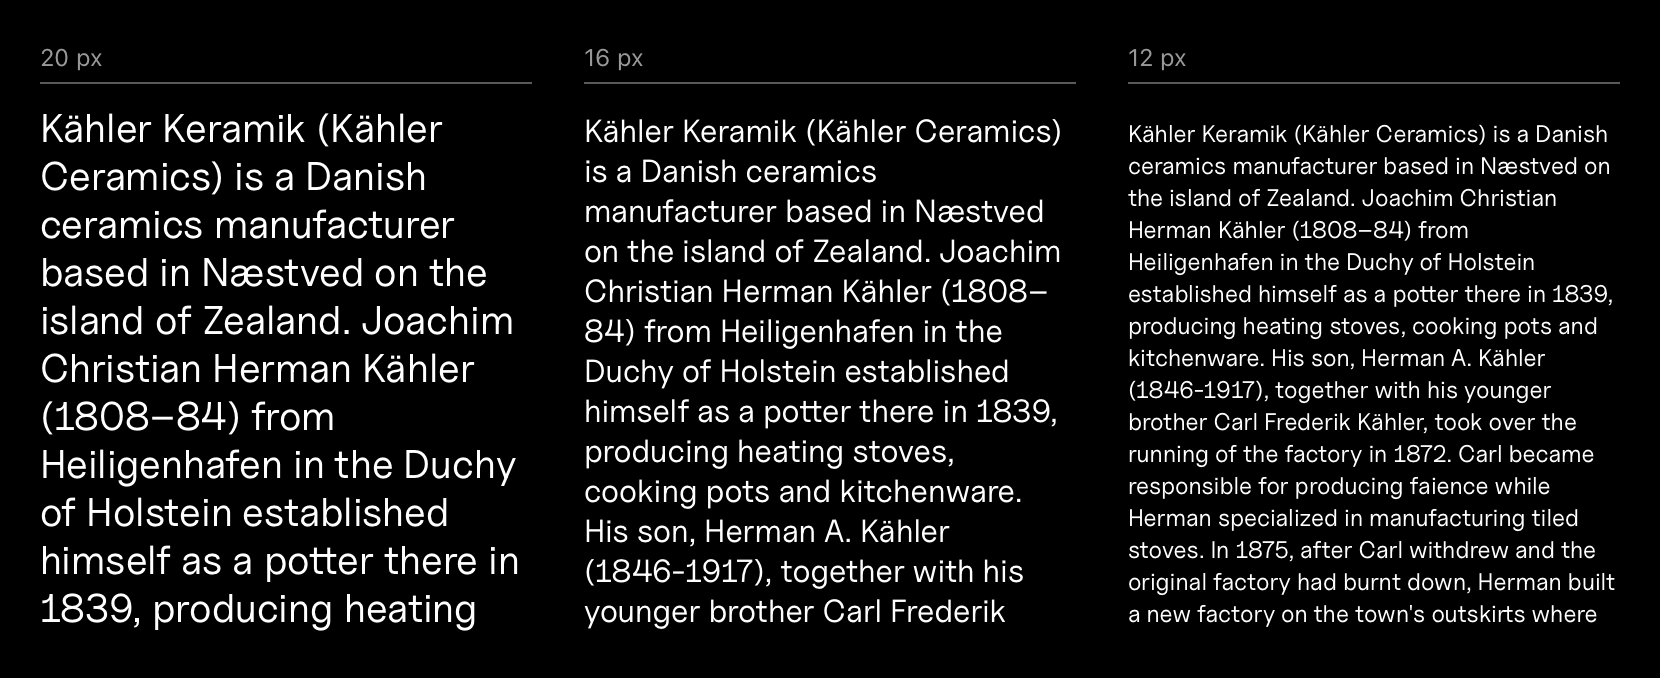 20 px
Kähler Keramik (Kähler
Ceramics) is a Danish
ceramics manufacturer
based in Næstved on the
island of Zealand. Joachim
Christian Herman Kähler
(1808–84) from
Heiligenhafen in the Duchy
of Holstein established
himself as a potter there in
1839, producing heating
16 px
Kähler Keramik (Kähler Ceramics)
is a Danish ceramics
manufacturer based in Næstved
on the island of Zealand. Joachim
Christian Herman Kähler (1808–
84) from Heiligenhafen in the
Duchy of Holstein established
himself as a potter there in 1839,
producing heating stoves,
cooking pots and kitchenware.
His son, Herman A. Kähler
(1846-1917), together with his
younger brother Carl Frederik
12 px
Kähler Keramik (Kähler Ceramics) is a Danish
ceramics manufacturer based in Næstved on
the island of Zealand. Joachim Christian
Herman Kähler (1808–84) from
Heiligenhafen in the Duchy of Holstein
established himself as a potter there in 1839,
producing heating stoves, cooking pots and
kitchenware. His son, Herman A. Kähler
(1846-1917), together with his younger
brother Carl Frederik Kähler, took over the
running of the factory in 1872. Carl became
responsible for producing faience while
Herman specialized in manufacturing tiled
stoves. In 1875, after Carl withdrew and the
original factory had burnt down, Herman built
a new factory on the town's outskirts where